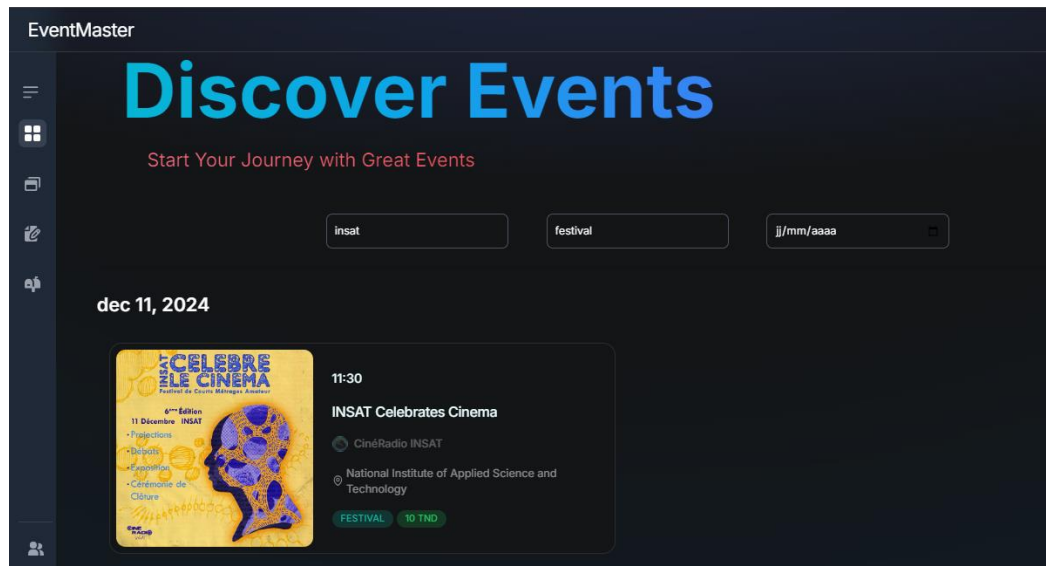 EventMaster
Discover Events
Start Your Journey with Great Events
insat
festival
jj/mm/aaaa
dec 11, 2024
INSAT
CELEBRE
LE CINEMA
Festival de Courts Métrages Amateur
6ème Édition
11 Décembre INSAT
•Projections
•Débats
•Exposition
•Cérémonie de
Clôture
CINÉ
RADIO
11:30
INSAT Celebrates Cinema
CinéRadio INSAT
National Institute of Applied Science and
Technology
FESTIVAL
10 TND